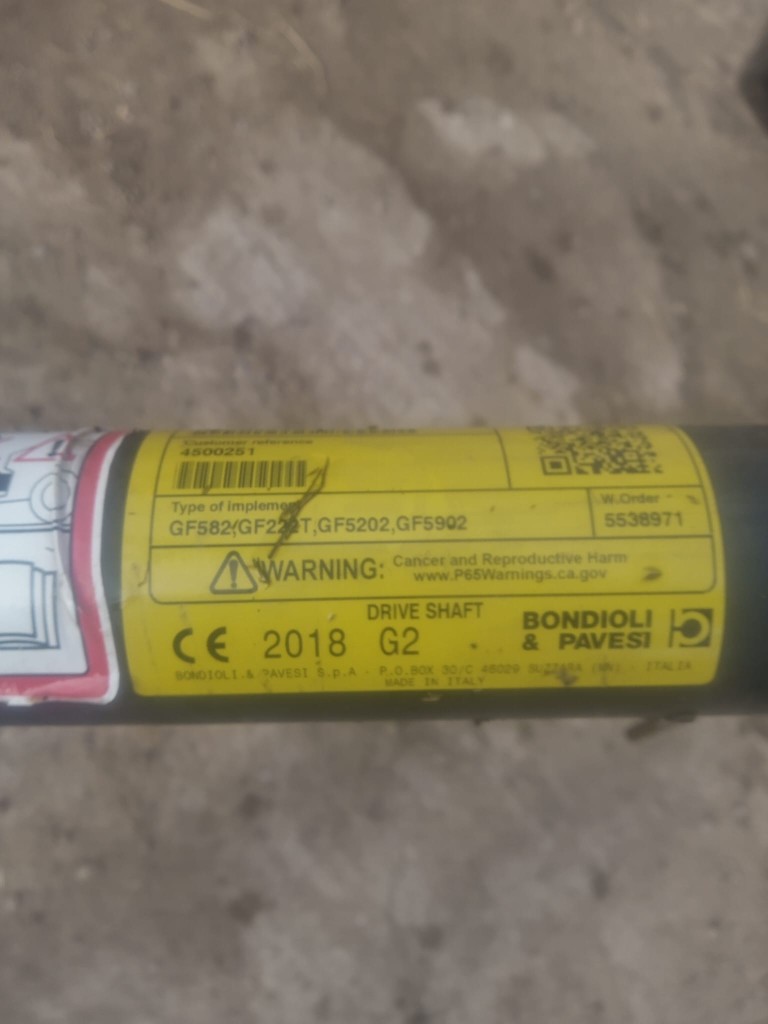 Customer reference
4500251
Type of implement
GF582,GF222T,GF5202,GF5902
W.Order
5538971
WARNING: Cancer and Reproductive Harm
www.P65Warnings.ca.gov
DRIVE SHAFT
CE 2018 G2
BONDIOLI
& PAVESI
BONDIOLI & PAVESI S.p.A - P.O.BOX 30/C 46029 SUZZARA (MN) - ITALIA
MADE IN ITALY